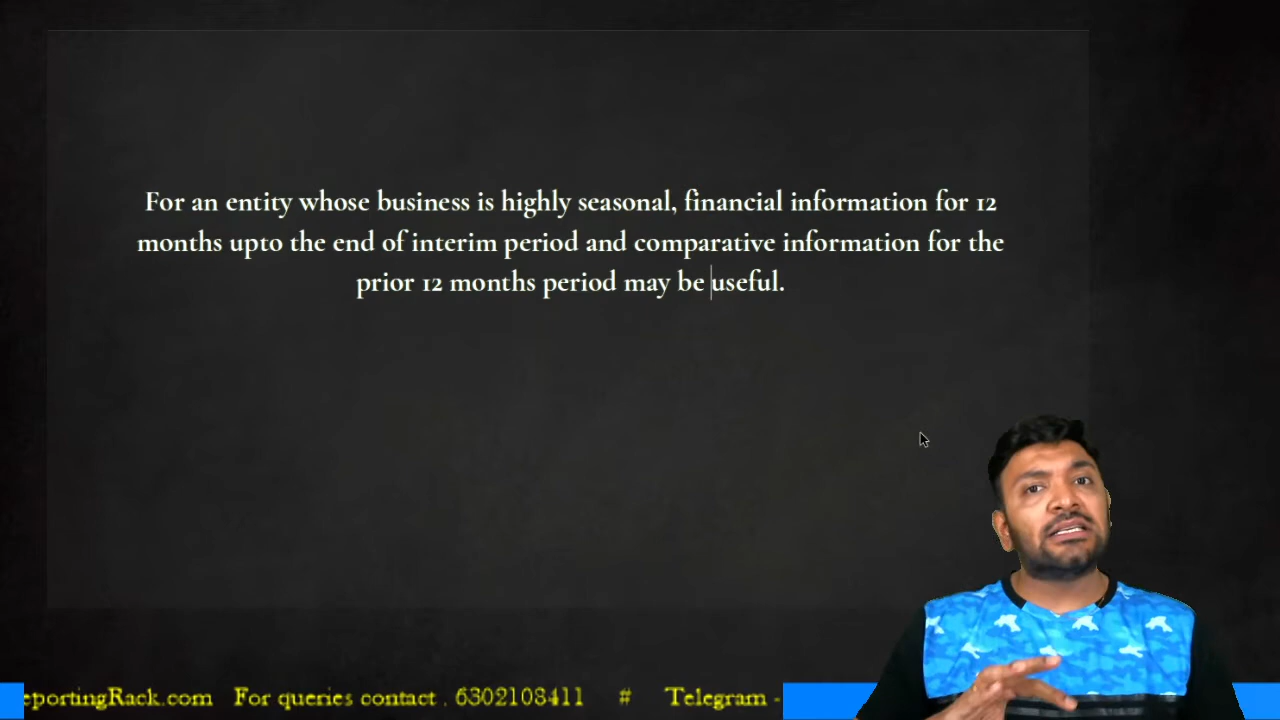 For an entity whose business is highly seasonal, financial information for 12
months upto the end of interim period and comparative information for the
prior 12 months period may be useful.
eportingRack.com For queries contact . 6302108411 # Telegram -